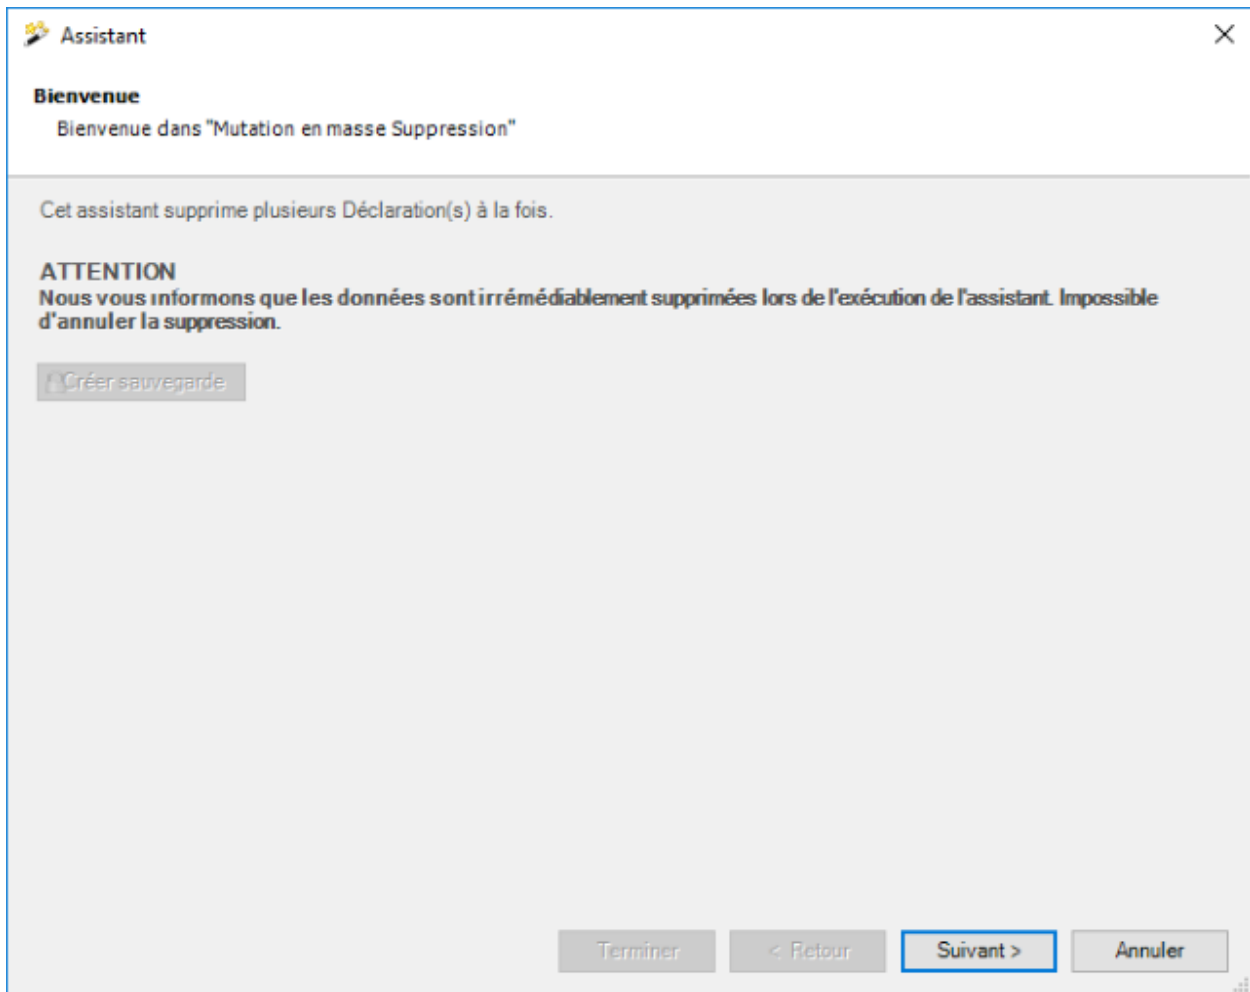 Assistant
Bienvenue
Bienvenue dans "Mutation en masse Suppression"
Cet assistant supprime plusieurs Déclaration(s) à la fois.
ATTENTION
Nous vous informons que les données sont irrémédiablement supprimées lors de l'exécution de l'assistant. Impossible
d'annuler la suppression.
Créer sauvegarde
Terminer
< Retour
Suivant >
Annuler